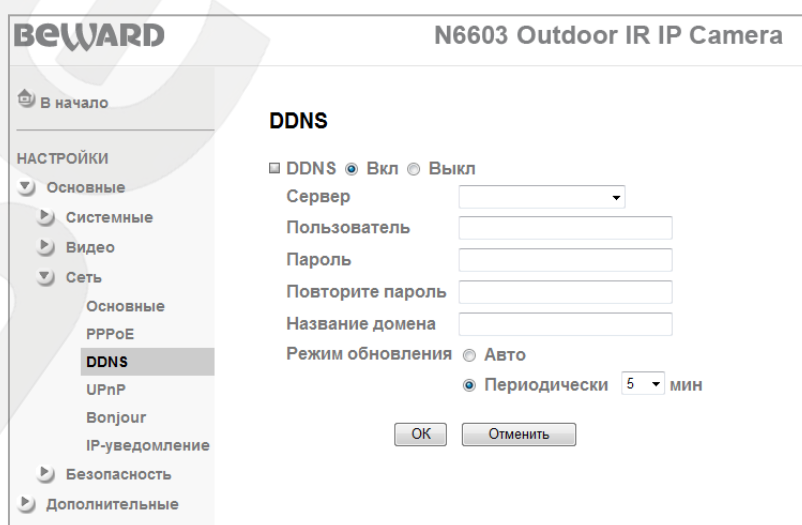 BEWARD
N6603 Outdoor IR IP Camera
В начало
НАСТРОЙКИ
Основные
Системные
Видео
Сеть
Основные
PPPoE
DDNS
UPnP
Bonjour
IP-уведомление
Безопасность
Дополнительные
DDNS
DDNS Вкл Выкл
Сервер
Пользователь
Пароль
Повторите пароль
Название домена
Режим обновления Авто
Периодически 5 мин
OK Отменить